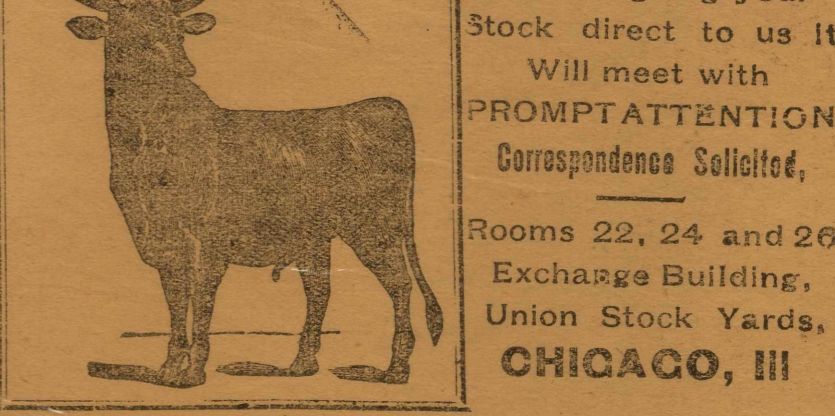 Stock direct to us It
Will meet with
PROMPT ATTENTION
Correspondence Solicited,
Rooms 22, 24 and 26
Exchange Building,
Union Stock Yards,
CHICAGO, Ill